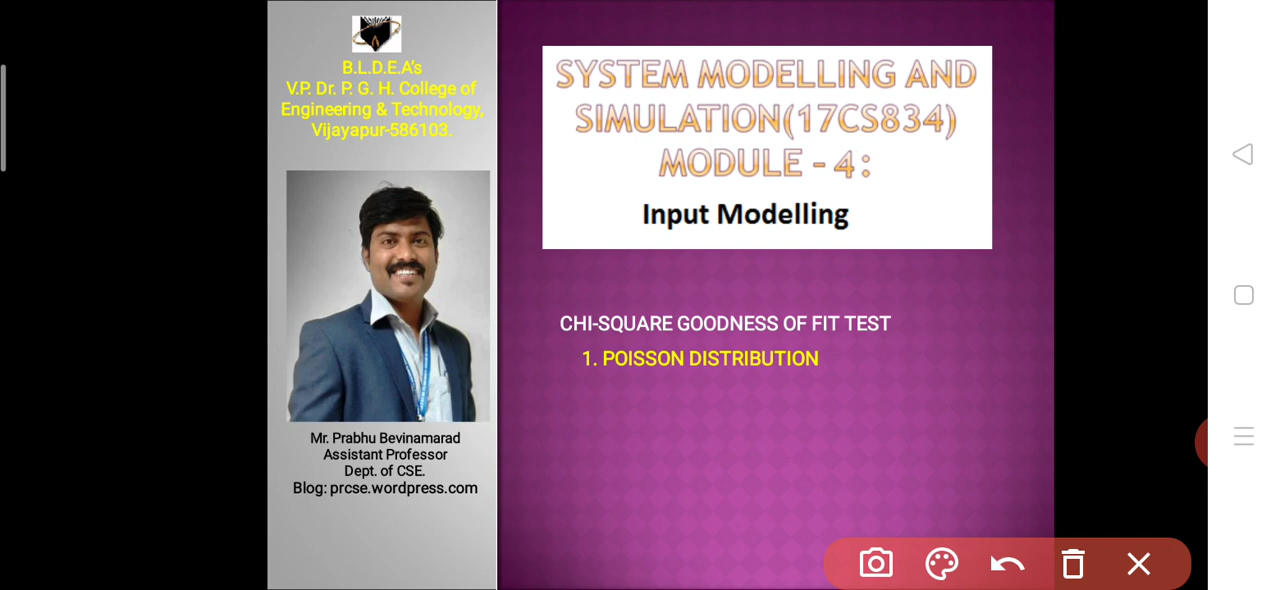 B.L.D.E.A's
V.P. Dr. P. G. H. College of
Engineering & Technology,
Vijayapur-586103.
Mr. Prabhu Bevinamarad
Assistant Professor
Dept. of CSE.
Blog: prcse.wordpress.com
SYSTEM MODELLING AND
SIMULATION(17CS834)
MODULE - 4:
Input Modelling
CHI-SQUARE GOODNESS OF FIT TEST
1. POISSON DISTRIBUTION